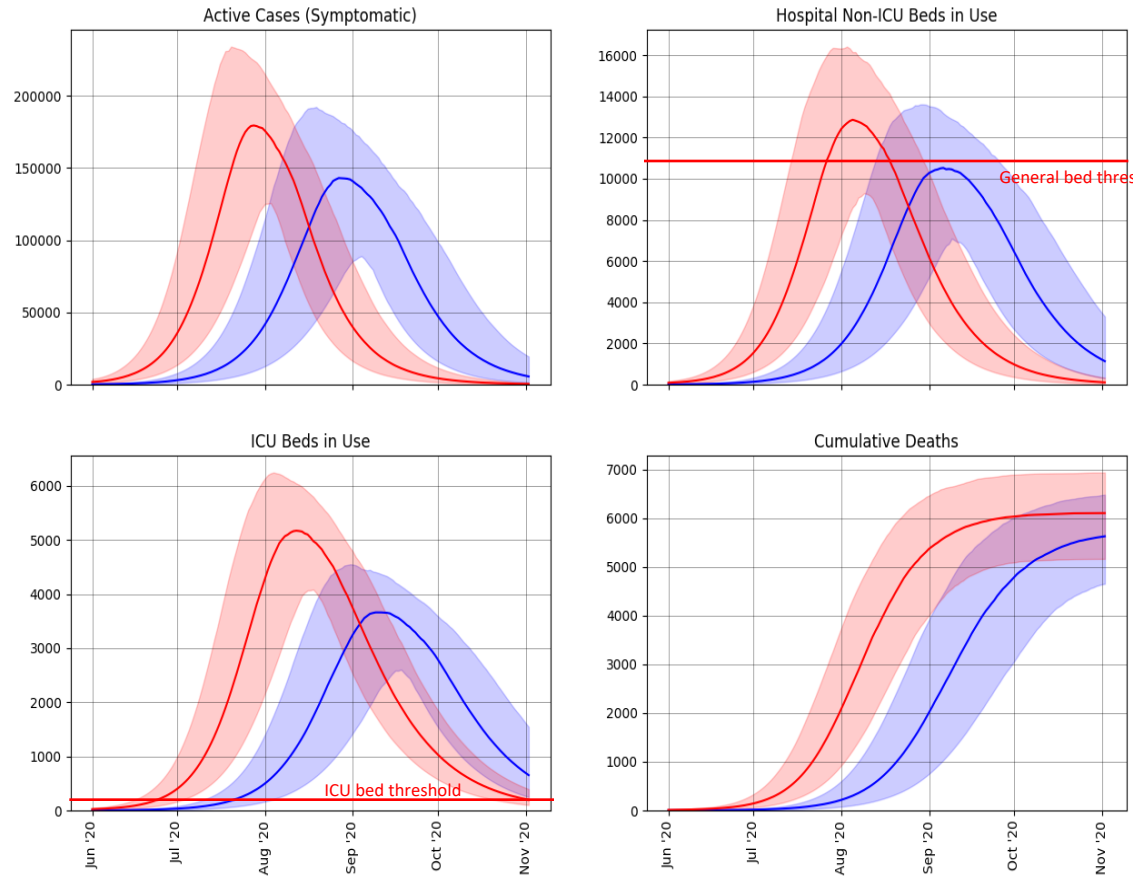 Active Cases (Symptomatic)
200000
150000
100000
50000
0
Hospital Non-ICU Beds in Use
16000
14000
12000
10000
8000
6000
4000
2000
0
General bed thres
ICU Beds in Use
6000
5000
4000
3000
2000
1000
0
ICU bed threshold
Jun '20
Jul '20
Aug '20
Sep '20
Oct '20
Nov '20
Cumulative Deaths
7000
6000
5000
4000
3000
2000
1000
0
Jun '20
Jul '20
Aug '20
Sep '20
Oct '20
Nov '20